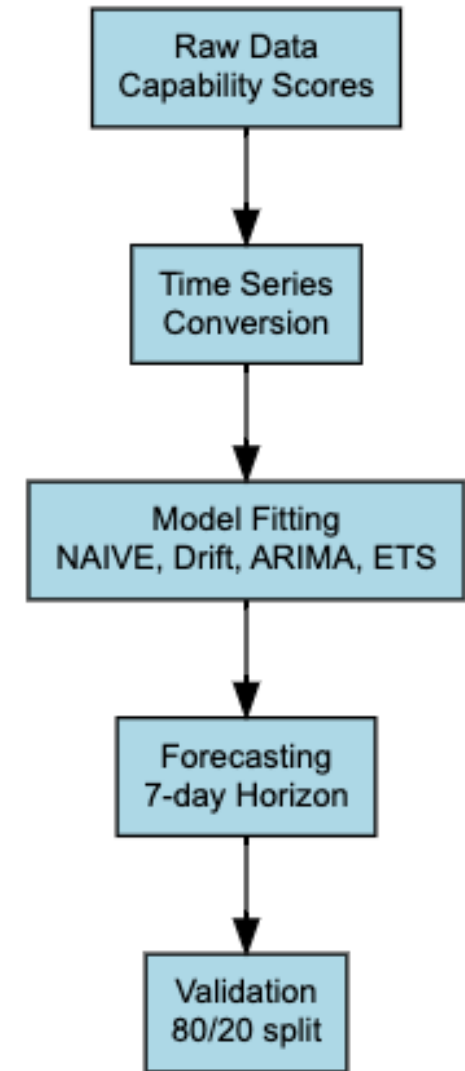 Raw Data
Capability Scores
Time Series
Conversion
Model Fitting
NAIVE, Drift, ARIMA, ETS
Forecasting
7-day Horizon
Validation
80/20 split